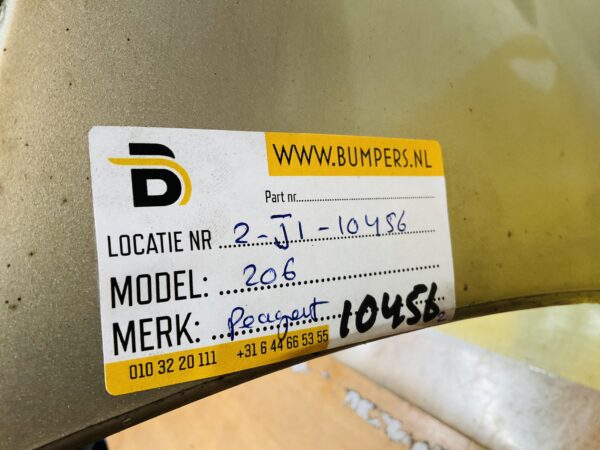 WWW.BUMPERS.NL
Part nr.
LOCATIE NR 2-J1-10456
MODEL: 206
MERK: Peagert 10456
010 32 20 111 +31 6 44 66 53 55